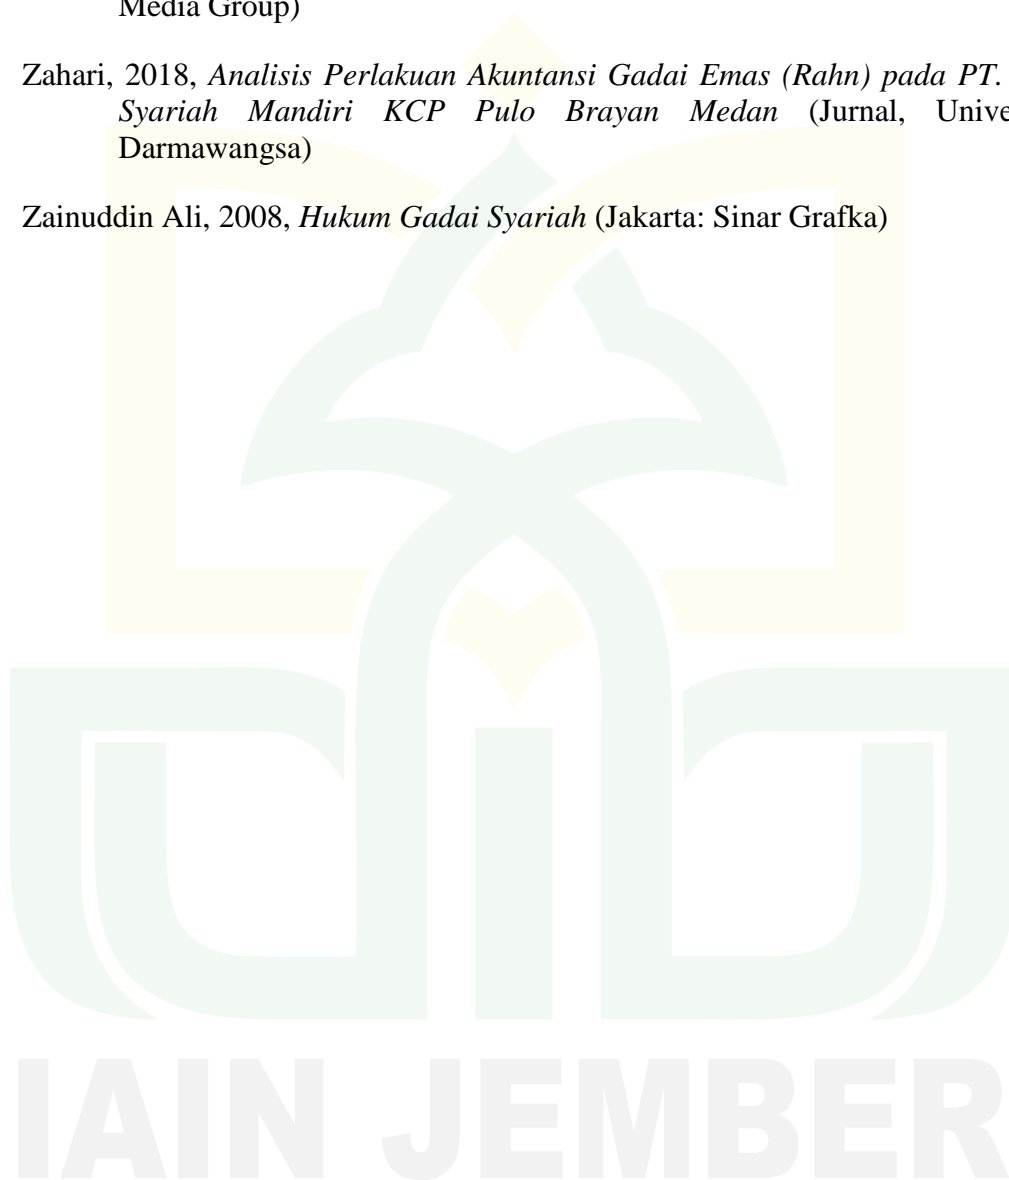 Media Group)
Zahari, 2018, Analisis Perlakuan Akuntansi Gadai Emas (Rahn) pada PT.
Syariah Mandiri KCP Pulo Brayan Medan (Jurnal, Unive
Darmawangsa)
Zainuddin Ali, 2008, Hukum Gadai Syariah (Jakarta: Sinar Grafka)
IAIN JEMBER